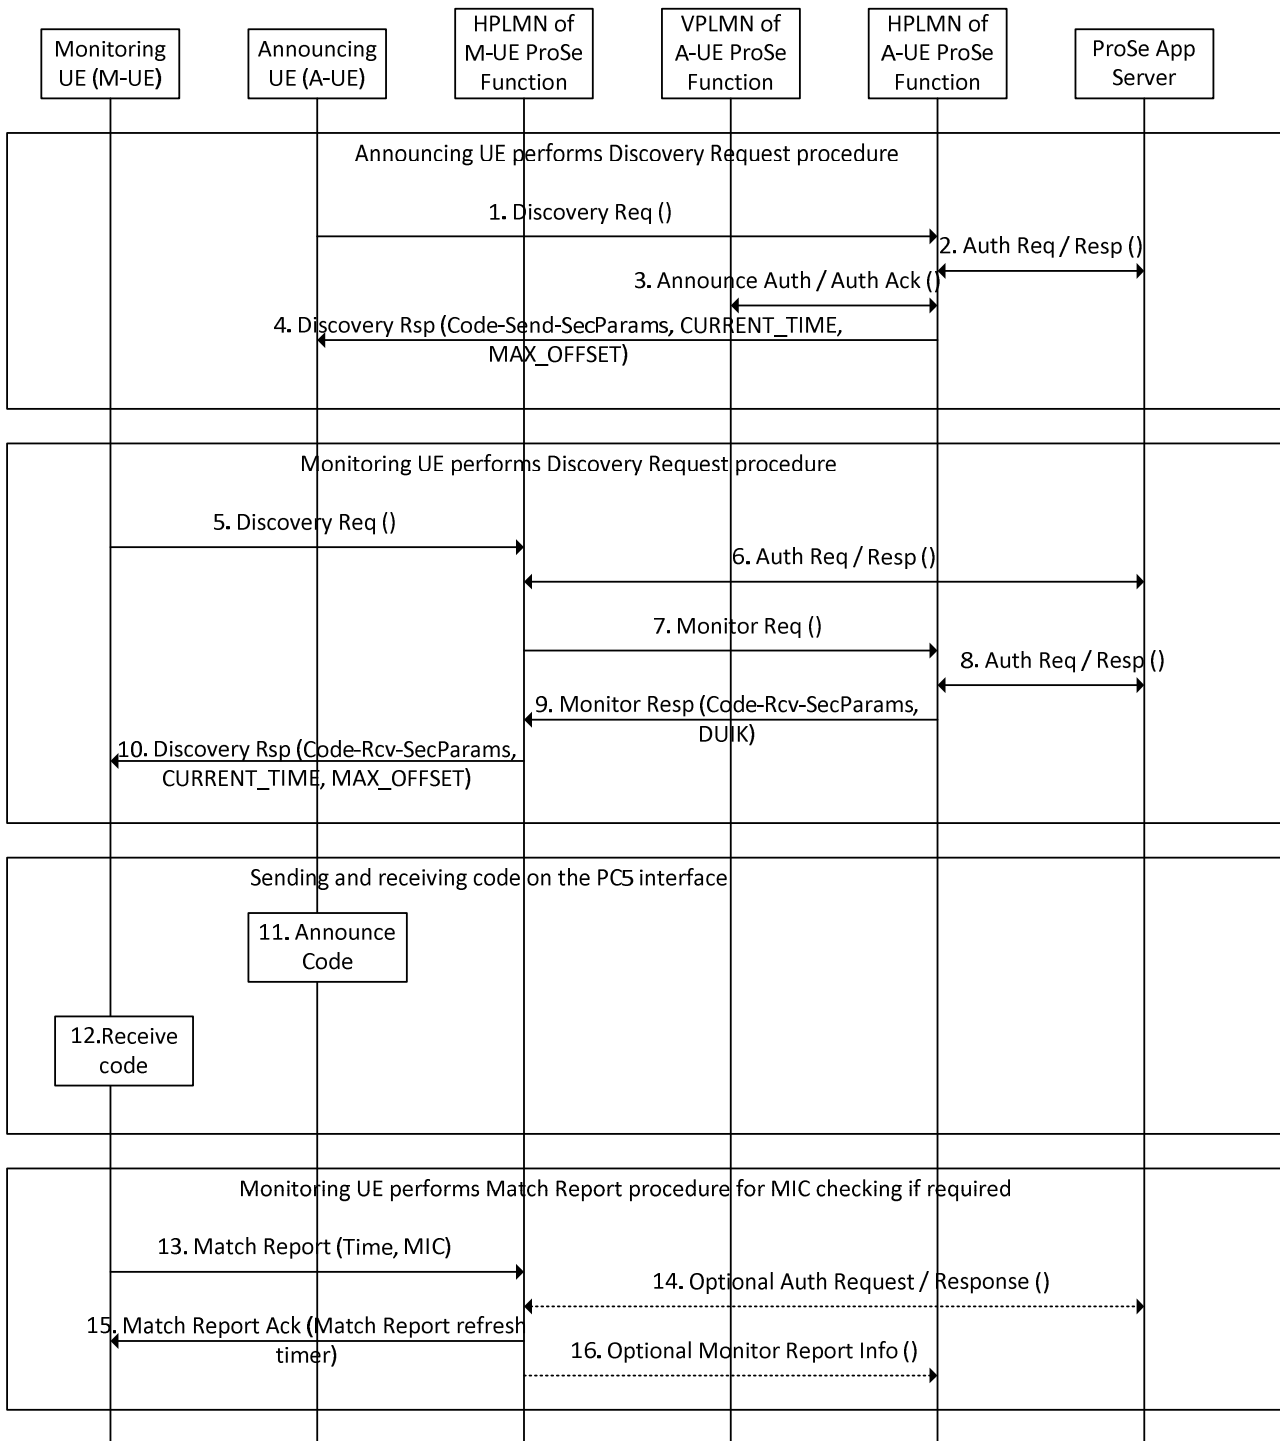 Monitoring
UE (M-UE)
Announcing
UE (A-UE)
HPLMN of
M-UE ProSe
Function
VPLMN of
A-UE ProSe
Function
HPLMN of
A-UE ProSe
Function
ProSe App
Server
Announcing UE performs Discovery Request procedure
1. Discovery Req ()
2. Auth Req / Resp ()
3. Announce Auth / Auth Ack ()
4. Discovery Rsp (Code-Send-SecParams, CURRENT_TIME,
MAX_OFFSET)
Monitoring UE performs Discovery Request procedure
5. Discovery Req ()
6. Auth Req / Resp ()
7. Monitor Req ()
8. Auth Req / Resp ()
9. Monitor Resp (Code-Rcv-SecParams,
DUIK)
10. Discovery Rsp (Code-Rcv-SecParams,
CURRENT_TIME, MAX_OFFSET)
Sending and receiving code on the PC5 interface
11. Announce
Code
12.Receive
code
Monitoring UE performs Match Report procedure for MIC checking if required
13. Match Report (Time, MIC)
14. Optional Auth Request / Response ()
15. Match Report Ack (Match Report refresh
timer)
16. Optional Monitor Report Info ()